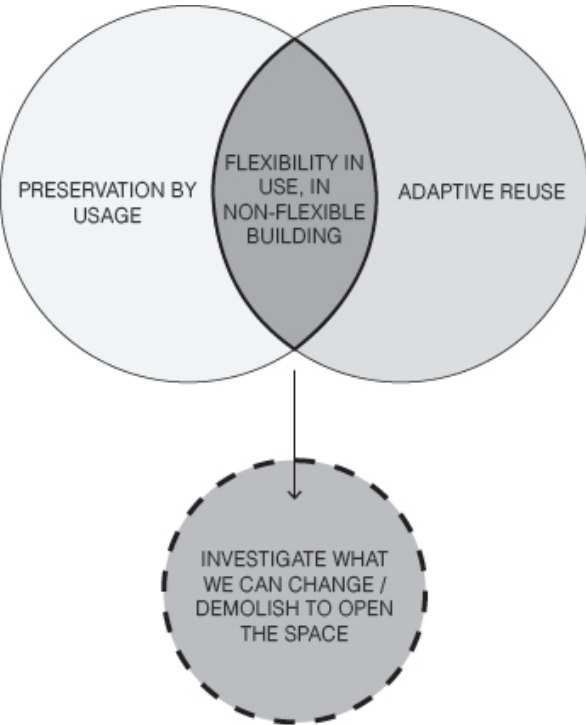 PRESERVATION BY
USAGE
FLEXIBILITY IN
USE, IN
NON-FLEXIBLE
BUILDING
ADAPTIVE REUSE
INVESTIGATE WHAT
WE CAN CHANGE /
DEMOLISH TO OPEN
THE SPACE